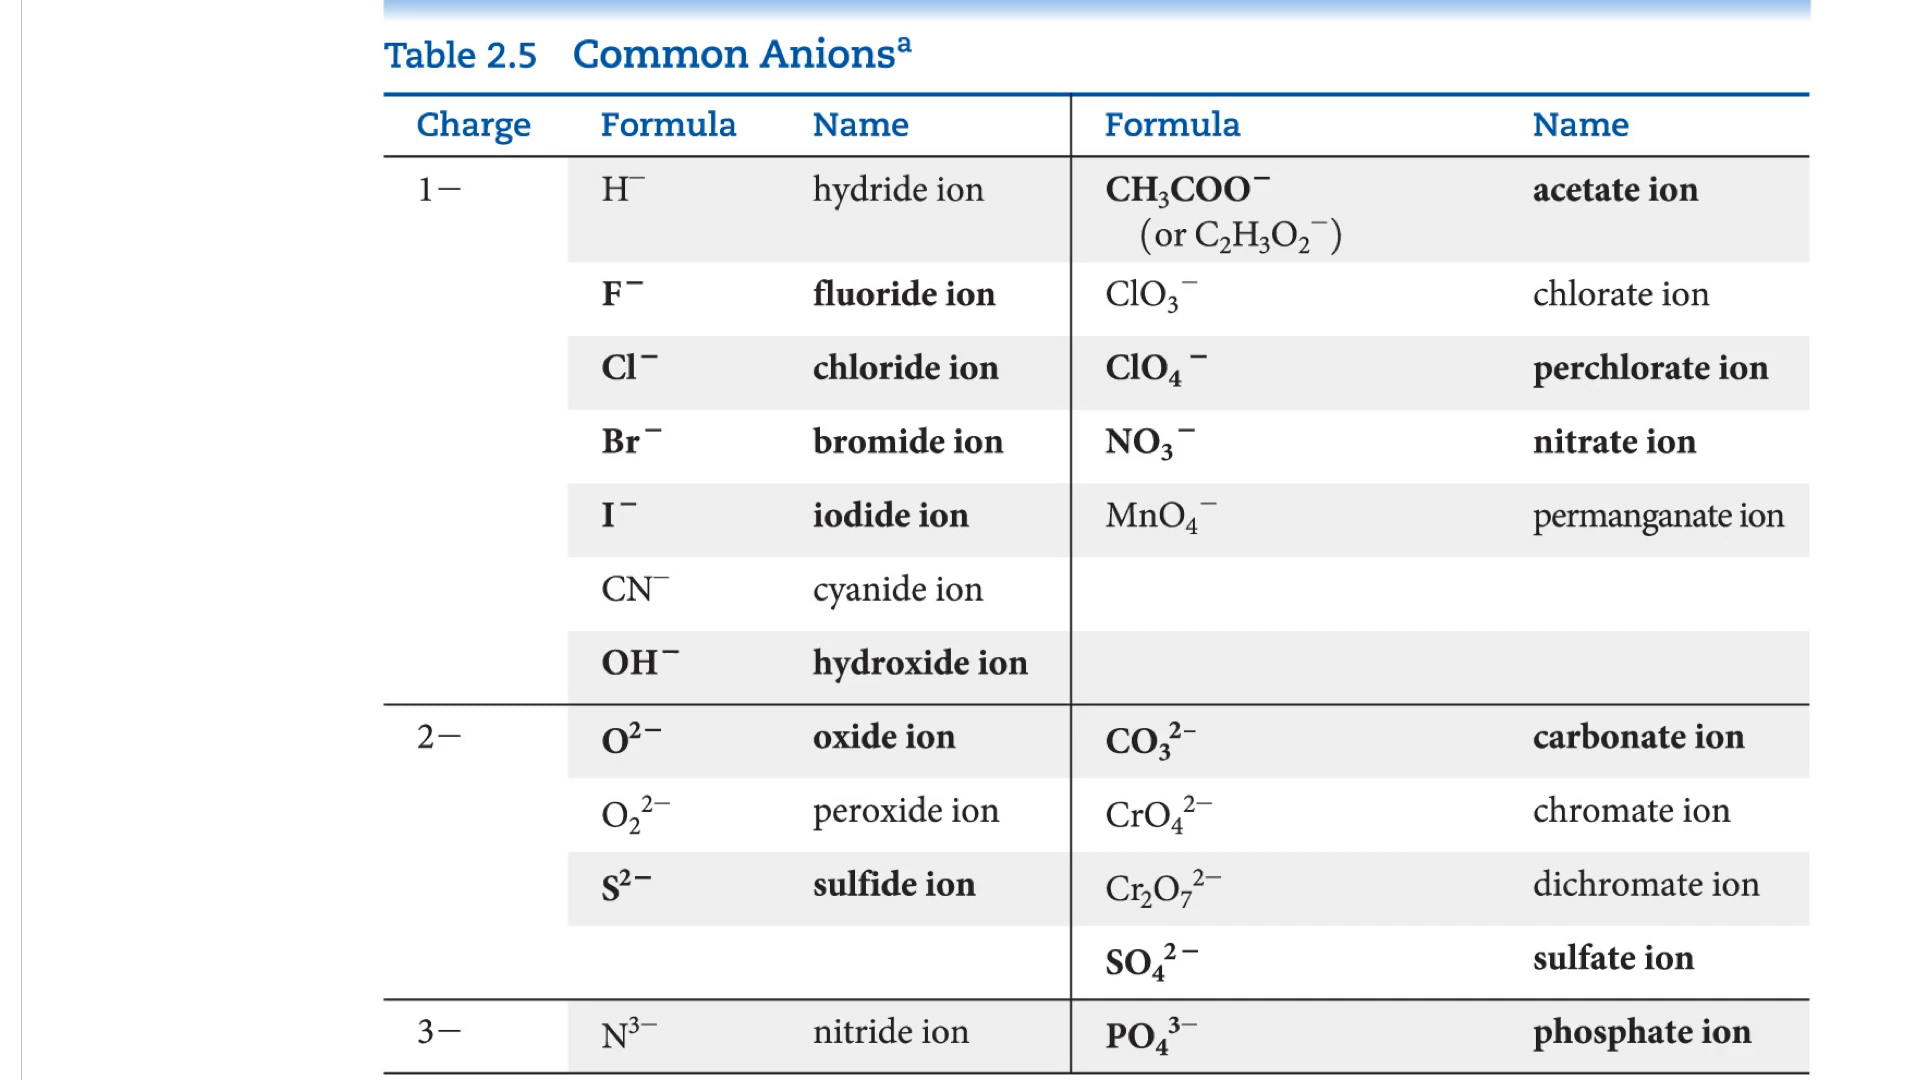 Table 2.5 Common Anionsᵃ
Charge Formula Name Formula Name
1− H⁻ hydride ion CH₃COO⁻ acetate ion
(or C₂H₃O₂⁻)
F⁻ fluoride ion ClO₃⁻ chlorate ion
Cl⁻ chloride ion ClO₄⁻ perchlorate ion
Br⁻ bromide ion NO₃⁻ nitrate ion
I⁻ iodide ion MnO₄⁻ permanganate ion
CN⁻ cyanide ion
OH⁻ hydroxide ion
2− O²⁻ oxide ion CO₃²⁻ carbonate ion
O₂²⁻ peroxide ion CrO₄²⁻ chromate ion
S²⁻ sulfide ion Cr₂O₇²⁻ dichromate ion
SO₄²⁻ sulfate ion
3− N³⁻ nitride ion PO₄³⁻ phosphate ion